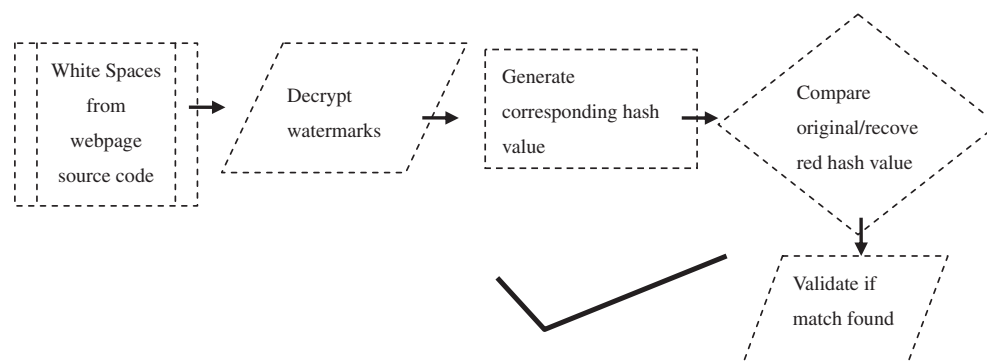 White Spaces
from
webpage
source code
Decrypt
watermarks
Generate
corresponding hash
value
Compare
original/recove
red hash value
Validate if
match found